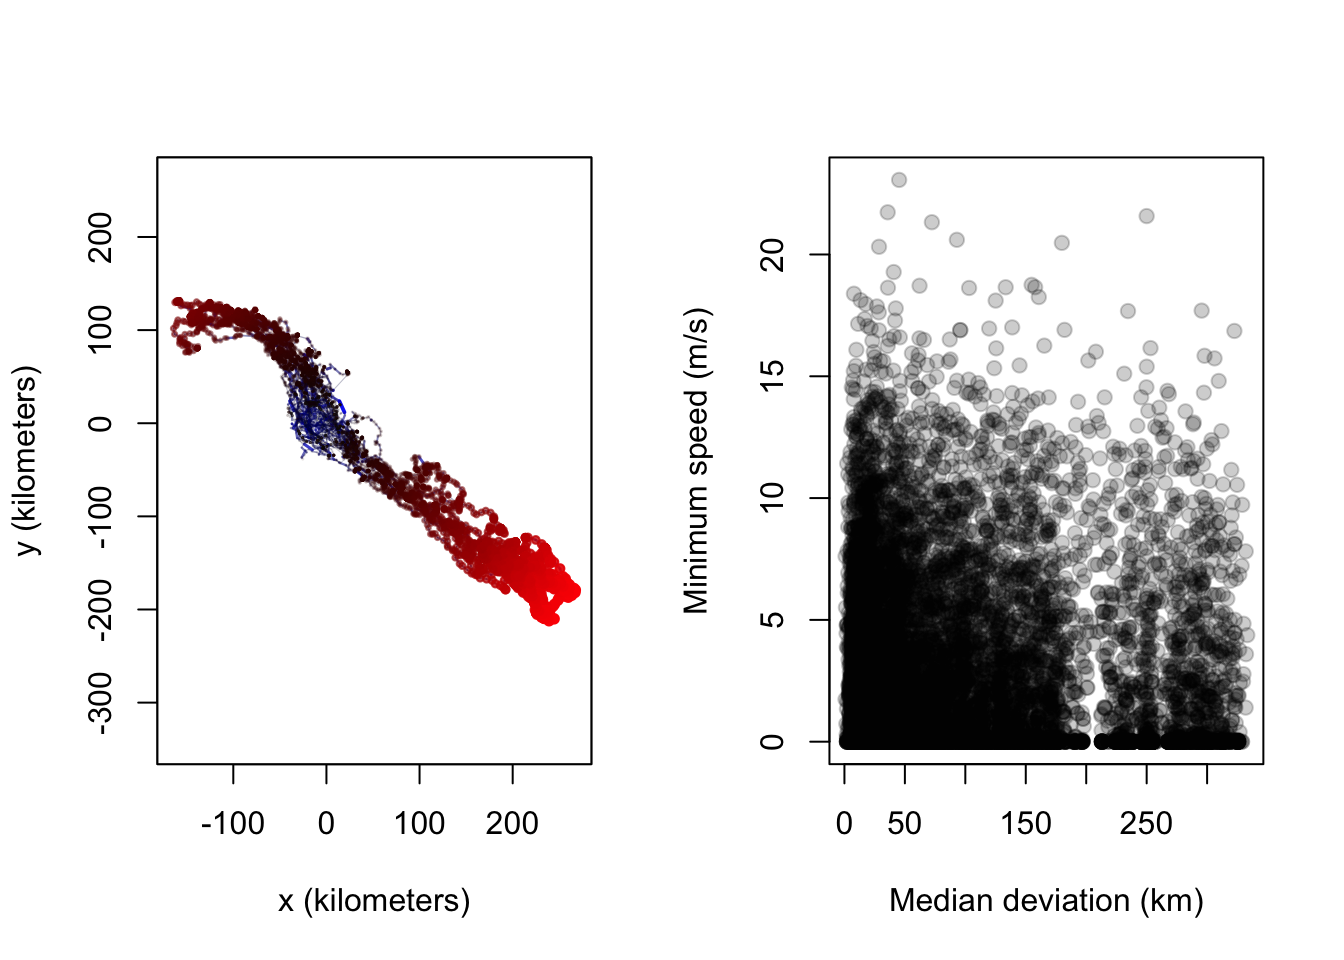 y (kilometers)
200
100
0
-100
-200
-300
-100 0 100 200
x (kilometers)
Minimum speed (m/s)
20
15
10
5
0
0 50 150 250
Median deviation (km)